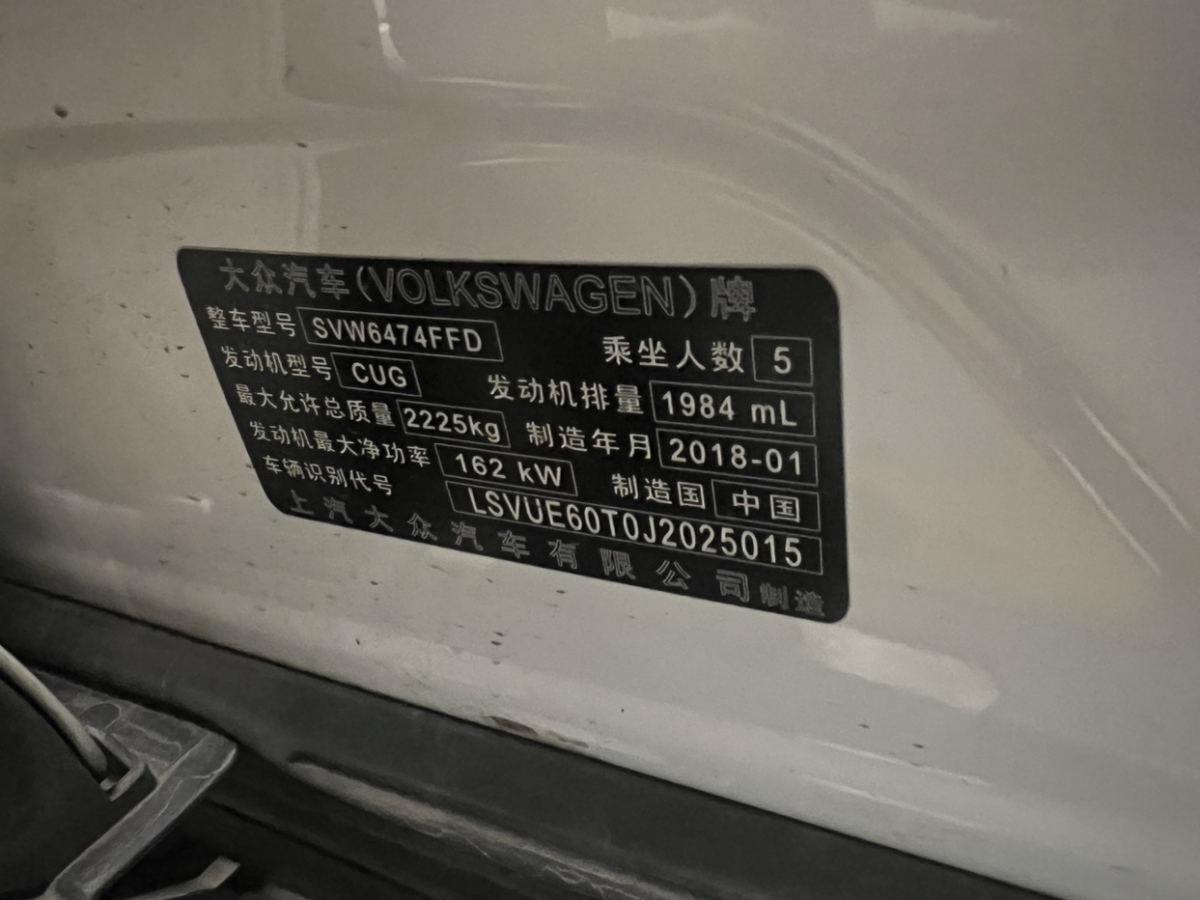 大众汽车(VOLKSWAGEN)牌
整车型号 SVW6474FFD 乘坐人数 5
发动机型号 CUG 发动机排量 1984 mL
最大允许总质量 2225kg 制造年月 2018-01
发动机最大净功率 162 kW 制造国 中国
车辆识别代号 LSVUE60T0J2025015
上汽大众汽车有限公司制造